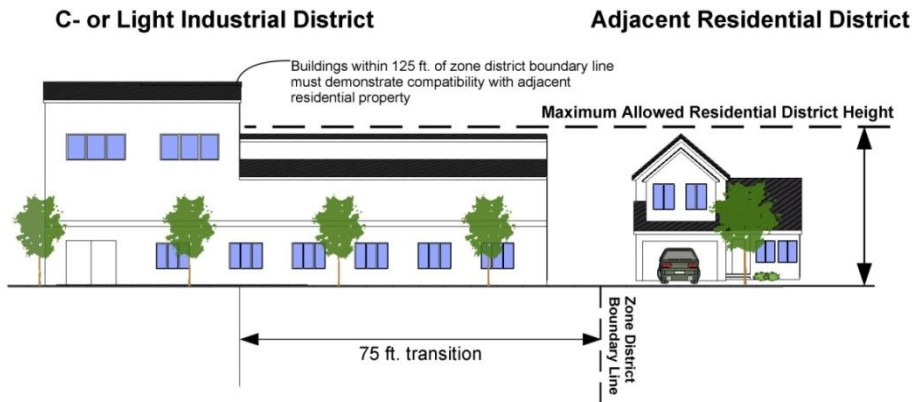 C- or Light Industrial District
Adjacent Residential District
Buildings within 125 ft. of zone district boundary line
must demonstrate compatibility with adjacent
residential property
Maximum Allowed Residential District Height
75 ft. transition
Zone District
Boundary Line